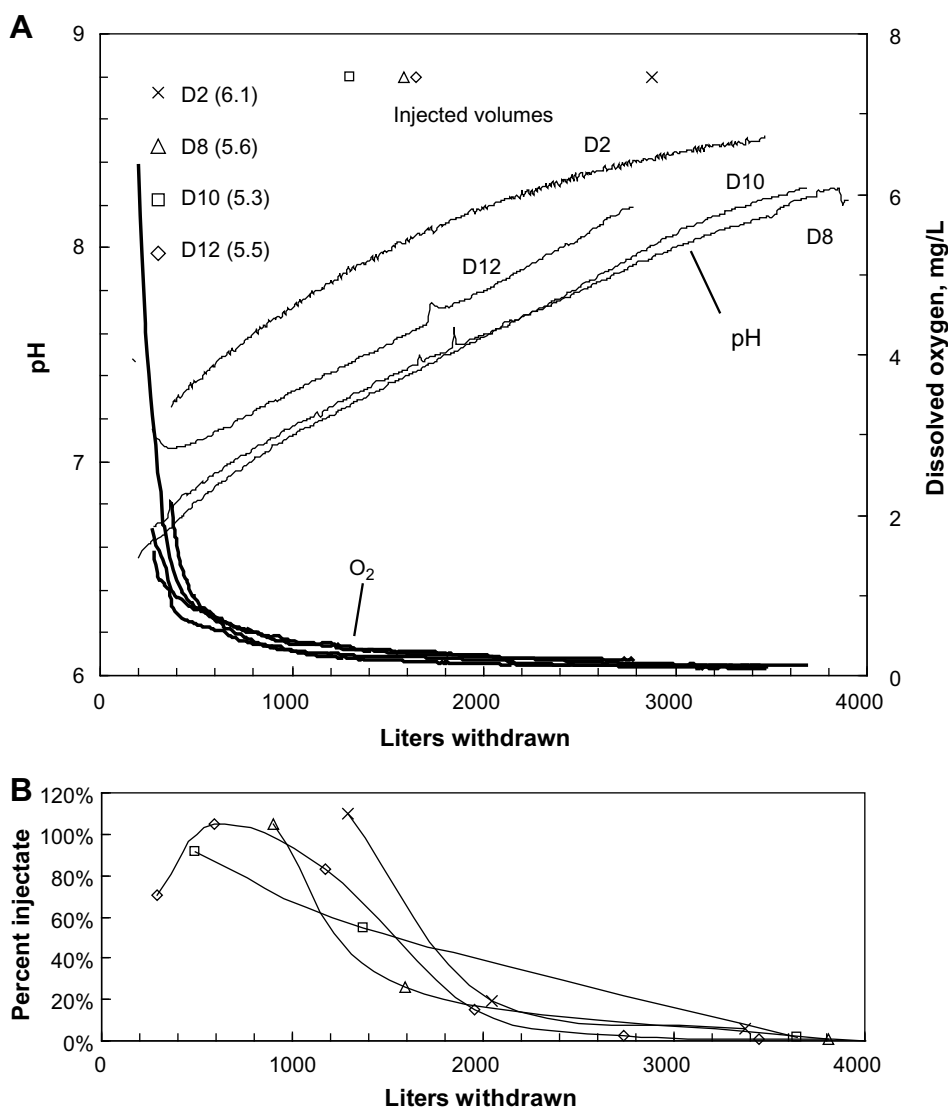 A
9
8
7
6
pH
8
6
4
2
0
Dissolved oxygen, mg/L
D2 (6.1)
D8 (5.6)
D10 (5.3)
D12 (5.5)
Injected volumes
D2
D10
D8
D12
pH
O2
0
1000
2000
3000
4000
Liters withdrawn
B
120%
100%
80%
60%
40%
20%
0%
Percent injectate
0
1000
2000
3000
4000
Liters withdrawn